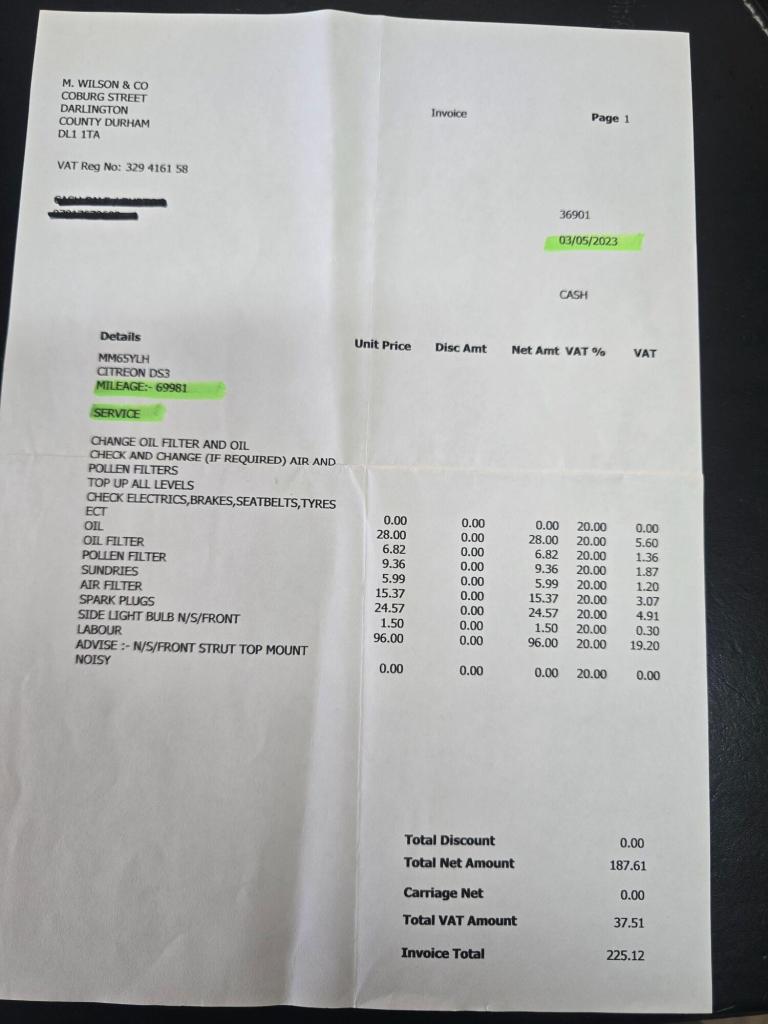 M. WILSON & CO
COBURG STREET
DARLINGTON
COUNTY DURHAM
DL1 1TA
Invoice
Page 1
VAT Reg No: 329 4161 58
36901
03/05/2023
CASH
Details Unit Price Disc Amt Net Amt VAT % VAT
MM65YLH
CITREON DS3
MILEAGE:- 69981
SERVICE
CHANGE OIL FILTER AND OIL
CHECK AND CHANGE (IF REQUIRED) AIR AND
POLLEN FILTERS
TOP UP ALL LEVELS
CHECK ELECTRICS,BRAKES,SEATBELTS,TYRES
ECT 0.00 0.00 0.00 20.00 0.00
OIL 28.00 0.00 28.00 20.00 5.60
OIL FILTER 6.82 0.00 6.82 20.00 1.36
POLLEN FILTER 9.36 0.00 9.36 20.00 1.87
SUNDRIES 5.99 0.00 5.99 20.00 1.20
AIR FILTER 15.37 0.00 15.37 20.00 3.07
SPARK PLUGS 24.57 0.00 24.57 20.00 4.91
SIDE LIGHT BULB N/S/FRONT 1.50 0.00 1.50 20.00 0.30
LABOUR 96.00 0.00 96.00 20.00 19.20
ADVISE :- N/S/FRONT STRUT TOP MOUNT
NOISY 0.00 0.00 0.00 20.00 0.00
Total Discount 0.00
Total Net Amount 187.61
Carriage Net 0.00
Total VAT Amount 37.51
Invoice Total 225.12